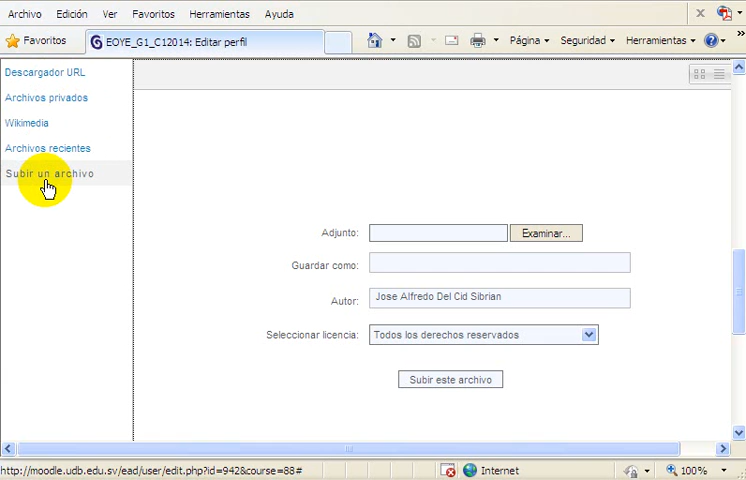 Archivo Edición Ver Favoritos Herramientas Ayuda
Favoritos EOYE_G1_C12014: Editar perfil Página Seguridad Herramientas »
Descargador URL
Archivos privados
Wikimedia
Archivos recientes
Subir un archivo
Adjunto: Examinar...
Guardar como:
Autor: Jose Alfredo Del Cid Sibrian
Seleccionar licencia: Todos los derechos reservados
Subir este archivo
http://moodle.udb.edu.sv/ead/user/edit.php?id=942&course=88# Internet 100%